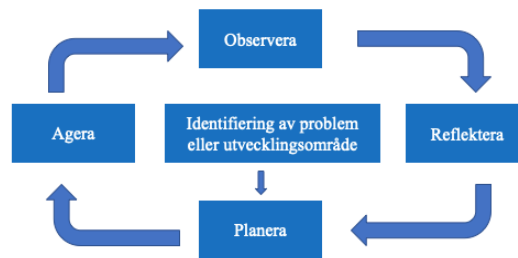 Observera
Agera
Identifiering av problem
eller utvecklingsområde
Reflektera
Planera